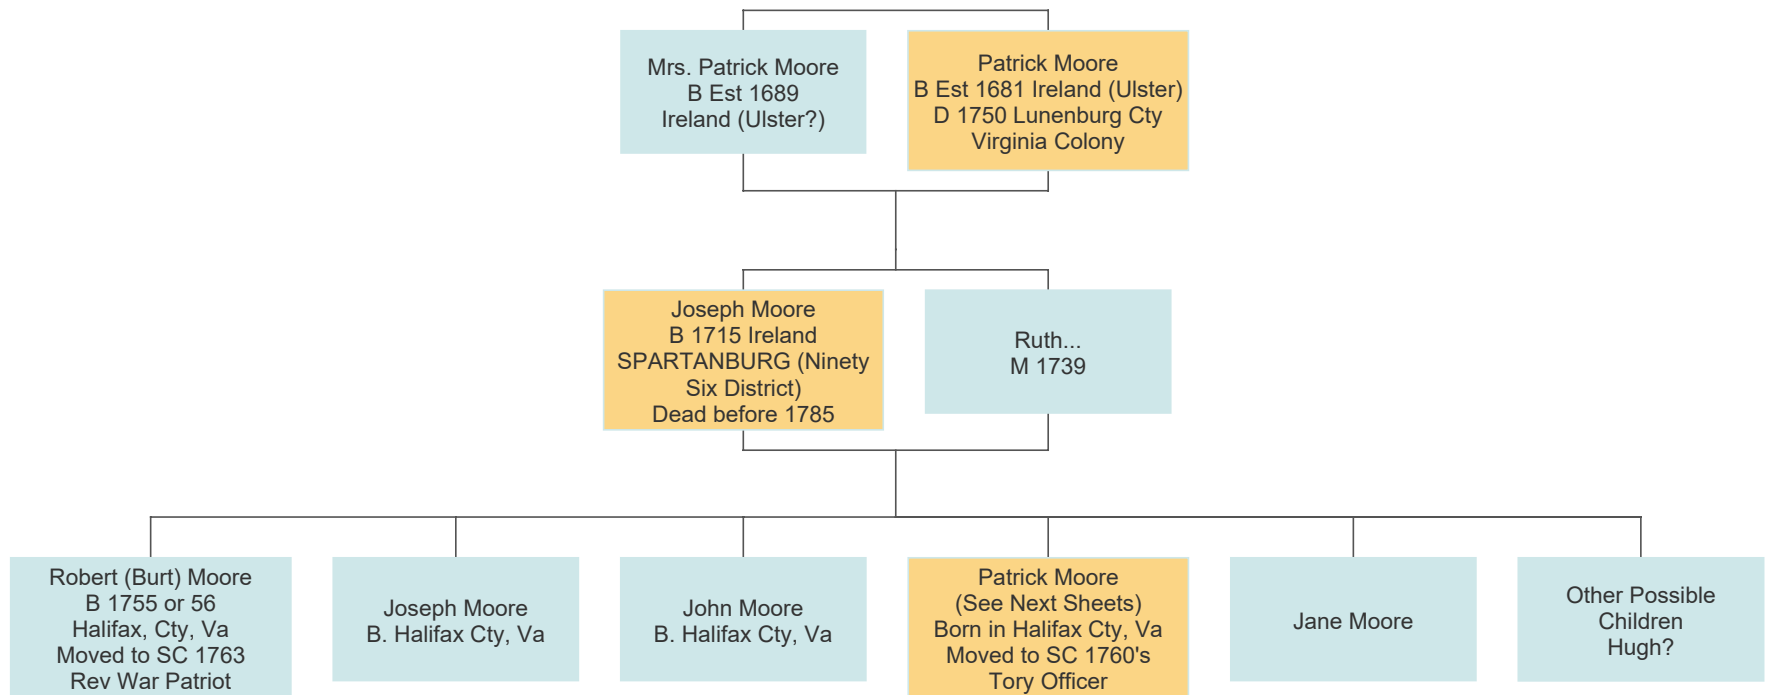 Mrs. Patrick Moore
B Est 1689
Ireland (Ulster?)
Patrick Moore
B Est 1681 Ireland (Ulster)
D 1750 Lunenburg Cty
Virginia Colony
Joseph Moore
B 1715 Ireland
SPARTANBURG (Ninety
Six District)
Dead before 1785
Ruth...
M 1739
Robert (Burt) Moore
B 1755 or 56
Halifax, Cty, Va
Moved to SC 1763
Rev War Patriot
Joseph Moore
B. Halifax Cty, Va
John Moore
B. Halifax Cty, Va
Patrick Moore
(See Next Sheets)
Born in Halifax Cty, Va
Moved to SC 1760's
Tory Officer
Jane Moore
Other Possible
Children
Hugh?